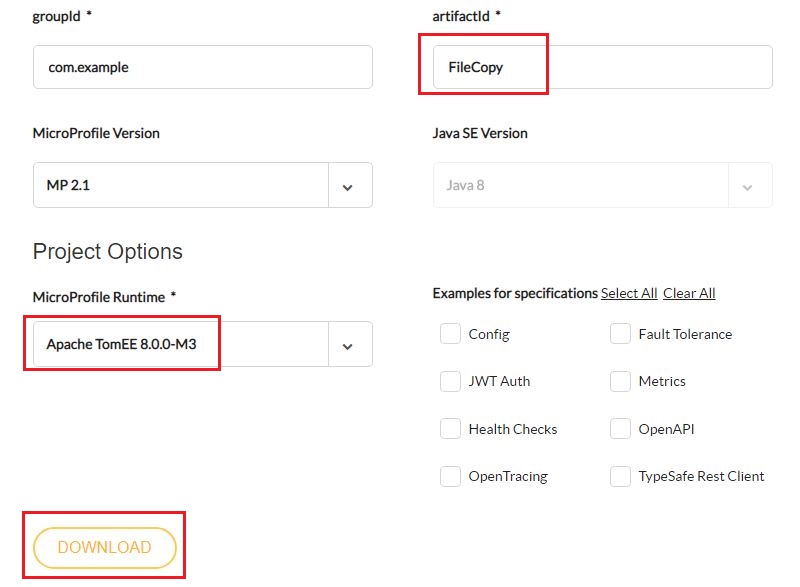 groupId *
artifactId *
com.example
FileCopy
MicroProfile Version
Java SE Version
MP 2.1
Java 8
Project Options
MicroProfile Runtime *
Examples for specifications Select All Clear All
Apache TomEE 8.0.0-M3
Config
Fault Tolerance
JWT Auth
Metrics
Health Checks
OpenAPI
OpenTracing
TypeSafe Rest Client
DOWNLOAD